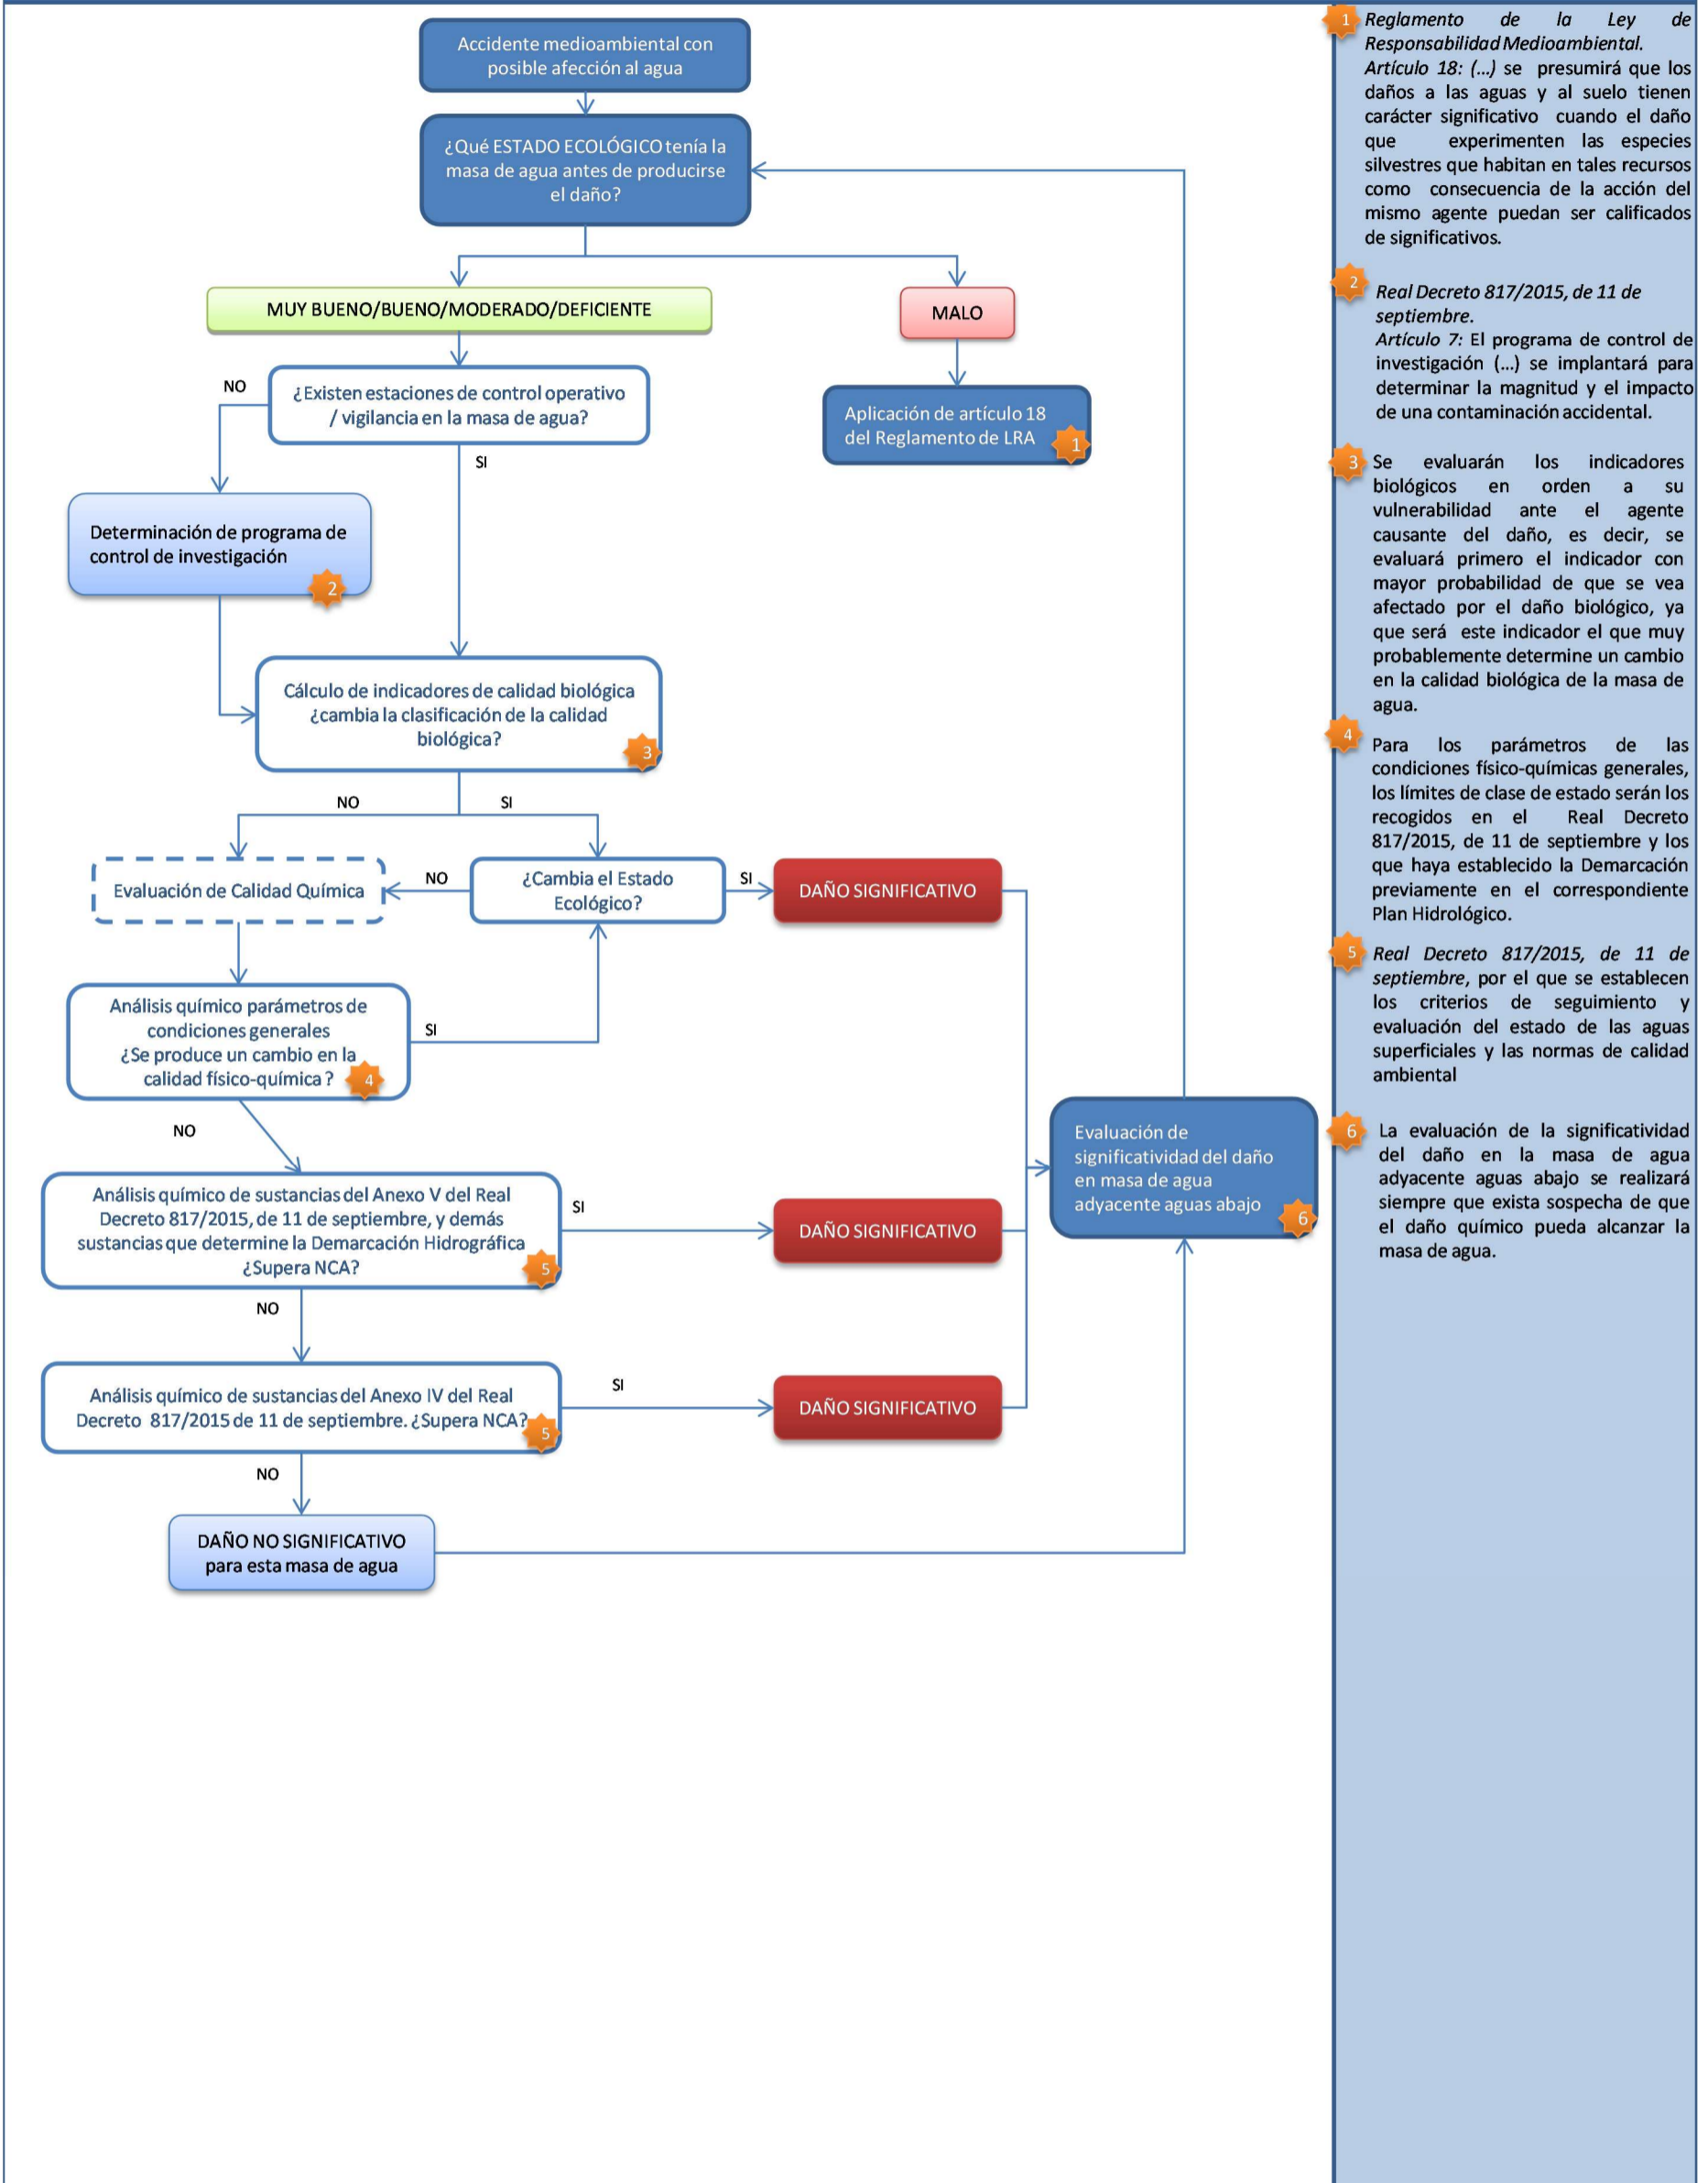 Accidente medioambiental con
posible afección al agua
¿Qué ESTADO ECOLÓGICO tenía la
masa de agua antes de producirse
el daño?
MUY BUENO/BUENO/MODERADO/DEFICIENTE
MALO
NO
¿Existen estaciones de control operativo
/ vigilancia en la masa de agua?
SI
Aplicación de artículo 18
del Reglamento de LRA
1
Determinación de programa de
control de investigación
2
Cálculo de indicadores de calidad biológica
¿cambia la clasificación de la calidad
biológica?
3
NO
SI
Evaluación de Calidad Química
NO
¿Cambia el Estado
Ecológico?
SI
DAÑO SIGNIFICATIVO
Análisis químico parámetros de
condiciones generales
¿Se produce un cambio en la
calidad físico-química ?
4
SI
NO
Análisis químico de sustancias del Anexo V del Real
Decreto 817/2015, de 11 de septiembre, y demás
sustancias que determine la Demarcación Hidrográfica
¿Supera NCA?
5
SI
DAÑO SIGNIFICATIVO
Evaluación de
significatividad del daño
en masa de agua
adyacente aguas abajo
6
NO
Análisis químico de sustancias del Anexo IV del Real
Decreto 817/2015 de 11 de septiembre. ¿Supera NCA?
5
SI
DAÑO SIGNIFICATIVO
NO
DAÑO NO SIGNIFICATIVO
para esta masa de agua
1
Reglamento de la Ley de
Responsabilidad Medioambiental.
Artículo 18: (...) se presumirá que los
daños a las aguas y al suelo tienen
carácter significativo cuando el daño
que experimenten las especies
silvestres que habitan en tales recursos
como consecuencia de la acción del
mismo agente puedan ser calificados
de significativos.
2
Real Decreto 817/2015, de 11 de
septiembre.
Artículo 7: El programa de control de
investigación (...) se implantará para
determinar la magnitud y el impacto
de una contaminación accidental.
3
Se evaluarán los indicadores
biológicos en orden a su
vulnerabilidad ante el agente
causante del daño, es decir, se
evaluará primero el indicador con
mayor probabilidad de que se vea
afectado por el daño biológico, ya
que será este indicador el que muy
probablemente determine un cambio
en la calidad biológica de la masa de
agua.
4
Para los parámetros de las
condiciones físico-químicas generales,
los límites de clase de estado serán los
recogidos en el Real Decreto
817/2015, de 11 de septiembre y los
que haya establecido la Demarcación
previamente en el correspondiente
Plan Hidrológico.
5
Real Decreto 817/2015, de 11 de
septiembre, por el que se establecen
los criterios de seguimiento y
evaluación del estado de las aguas
superficiales y las normas de calidad
ambiental
6
La evaluación de la significatividad
del daño en la masa de agua
adyacente aguas abajo se realizará
siempre que exista sospecha de que
el daño químico pueda alcanzar la
masa de agua.